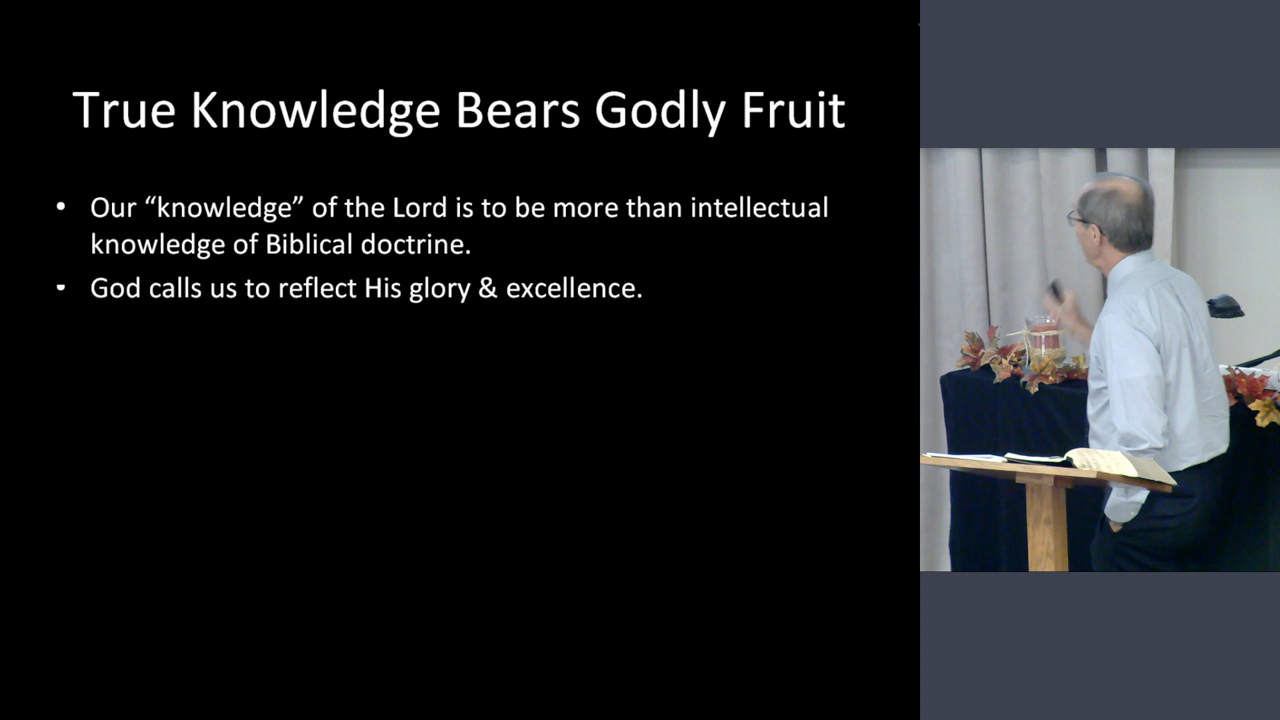 True Knowledge Bears Godly Fruit
• Our “knowledge” of the Lord is to be more than intellectual
knowledge of Biblical doctrine.
• God calls us to reflect His glory & excellence.